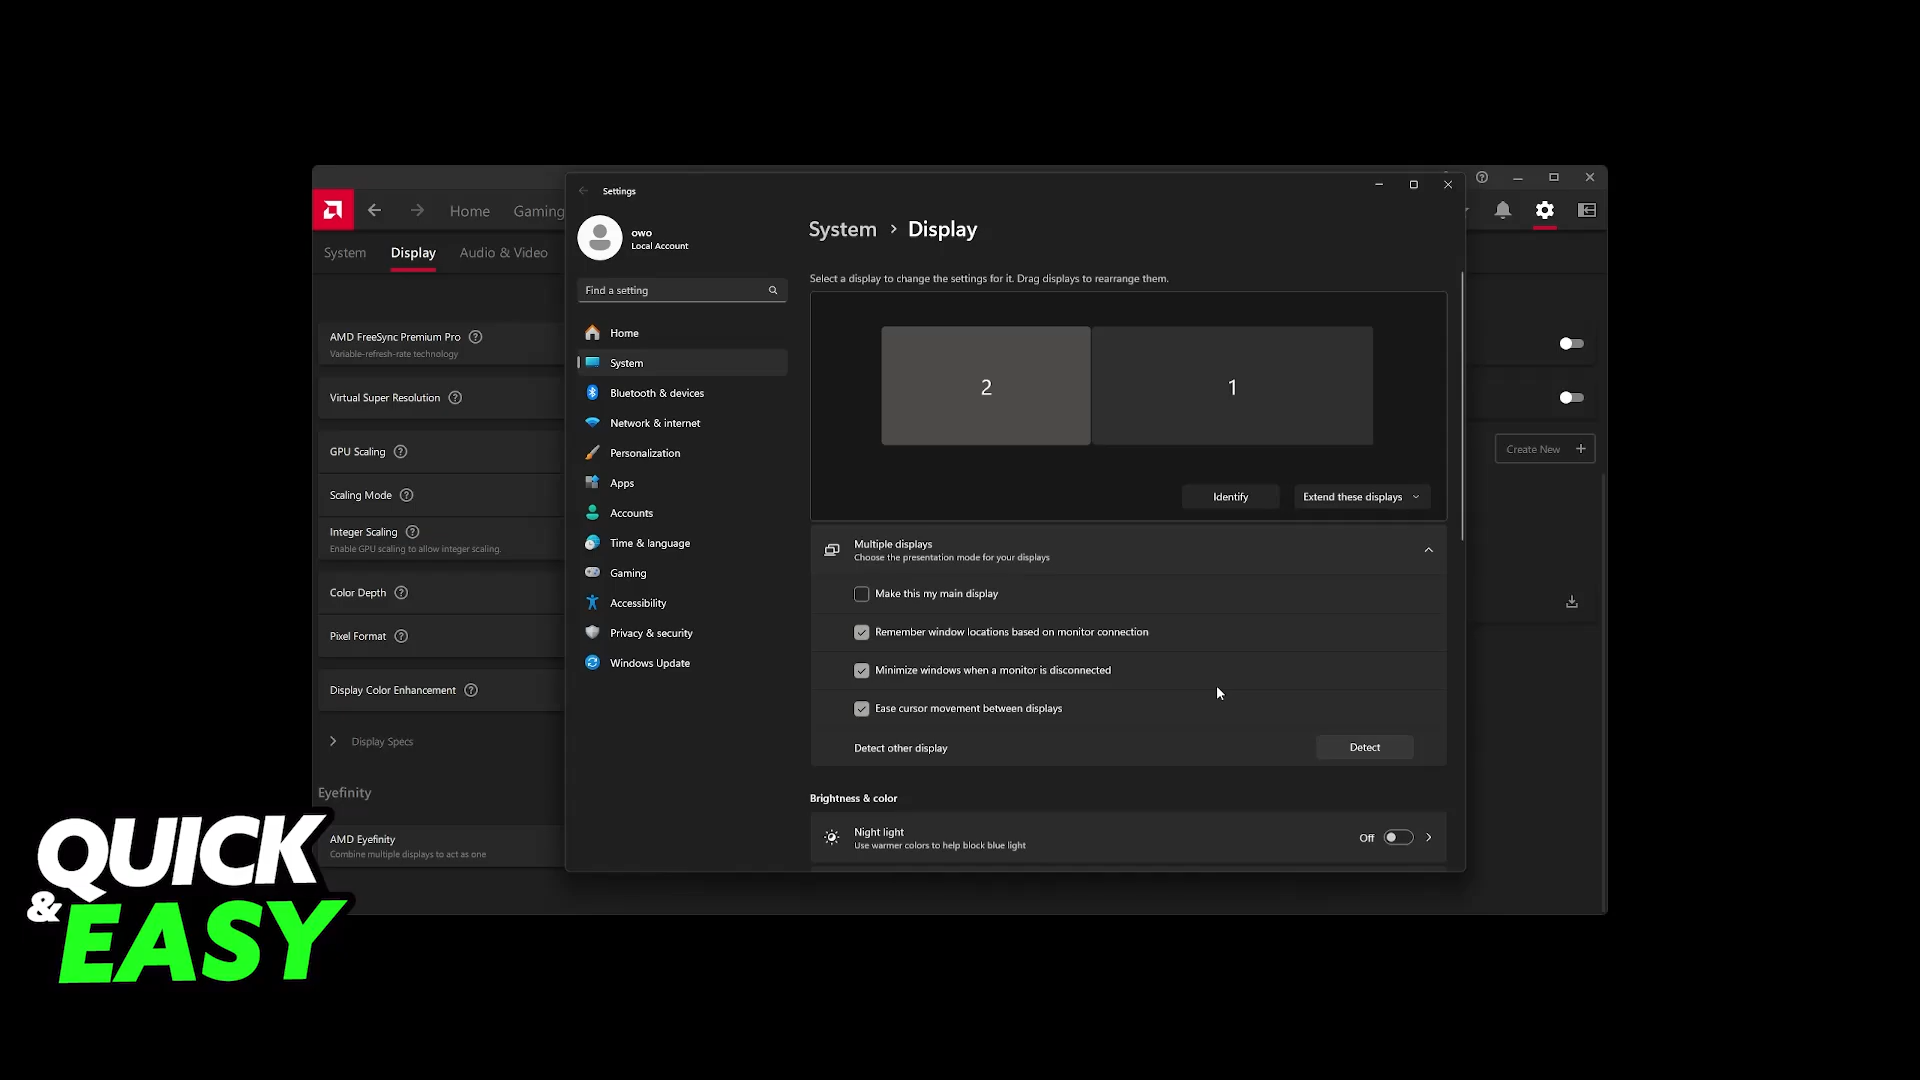 Home
Gaming
System
Display
Audio & Video
AMD FreeSync Premium Pro
Variable-refresh-rate technology
Virtual Super Resolution
GPU Scaling
Scaling Mode
Integer Scaling
Enable GPU scaling to allow integer scaling.
Color Depth
Pixel Format
Display Color Enhancement
Display Specs
Eyefinity
AMD Eyefinity
Combine multiple displays to act as one
Create New
Settings
owo
Local Account
Find a setting
Home
System
Bluetooth & devices
Network & internet
Personalization
Apps
Accounts
Time & language
Gaming
Accessibility
Privacy & security
Windows Update
System > Display
Select a display to change the settings for it. Drag displays to rearrange them.
2
1
Identify
Extend these displays
Multiple displays
Choose the presentation mode for your displays
Make this my main display
Remember window locations based on monitor connection
Minimize windows when a monitor is disconnected
Ease cursor movement between displays
Detect other display
Detect
Brightness & color
Night light
Use warmer colors to help block blue light
Off
QUICK
& EASY